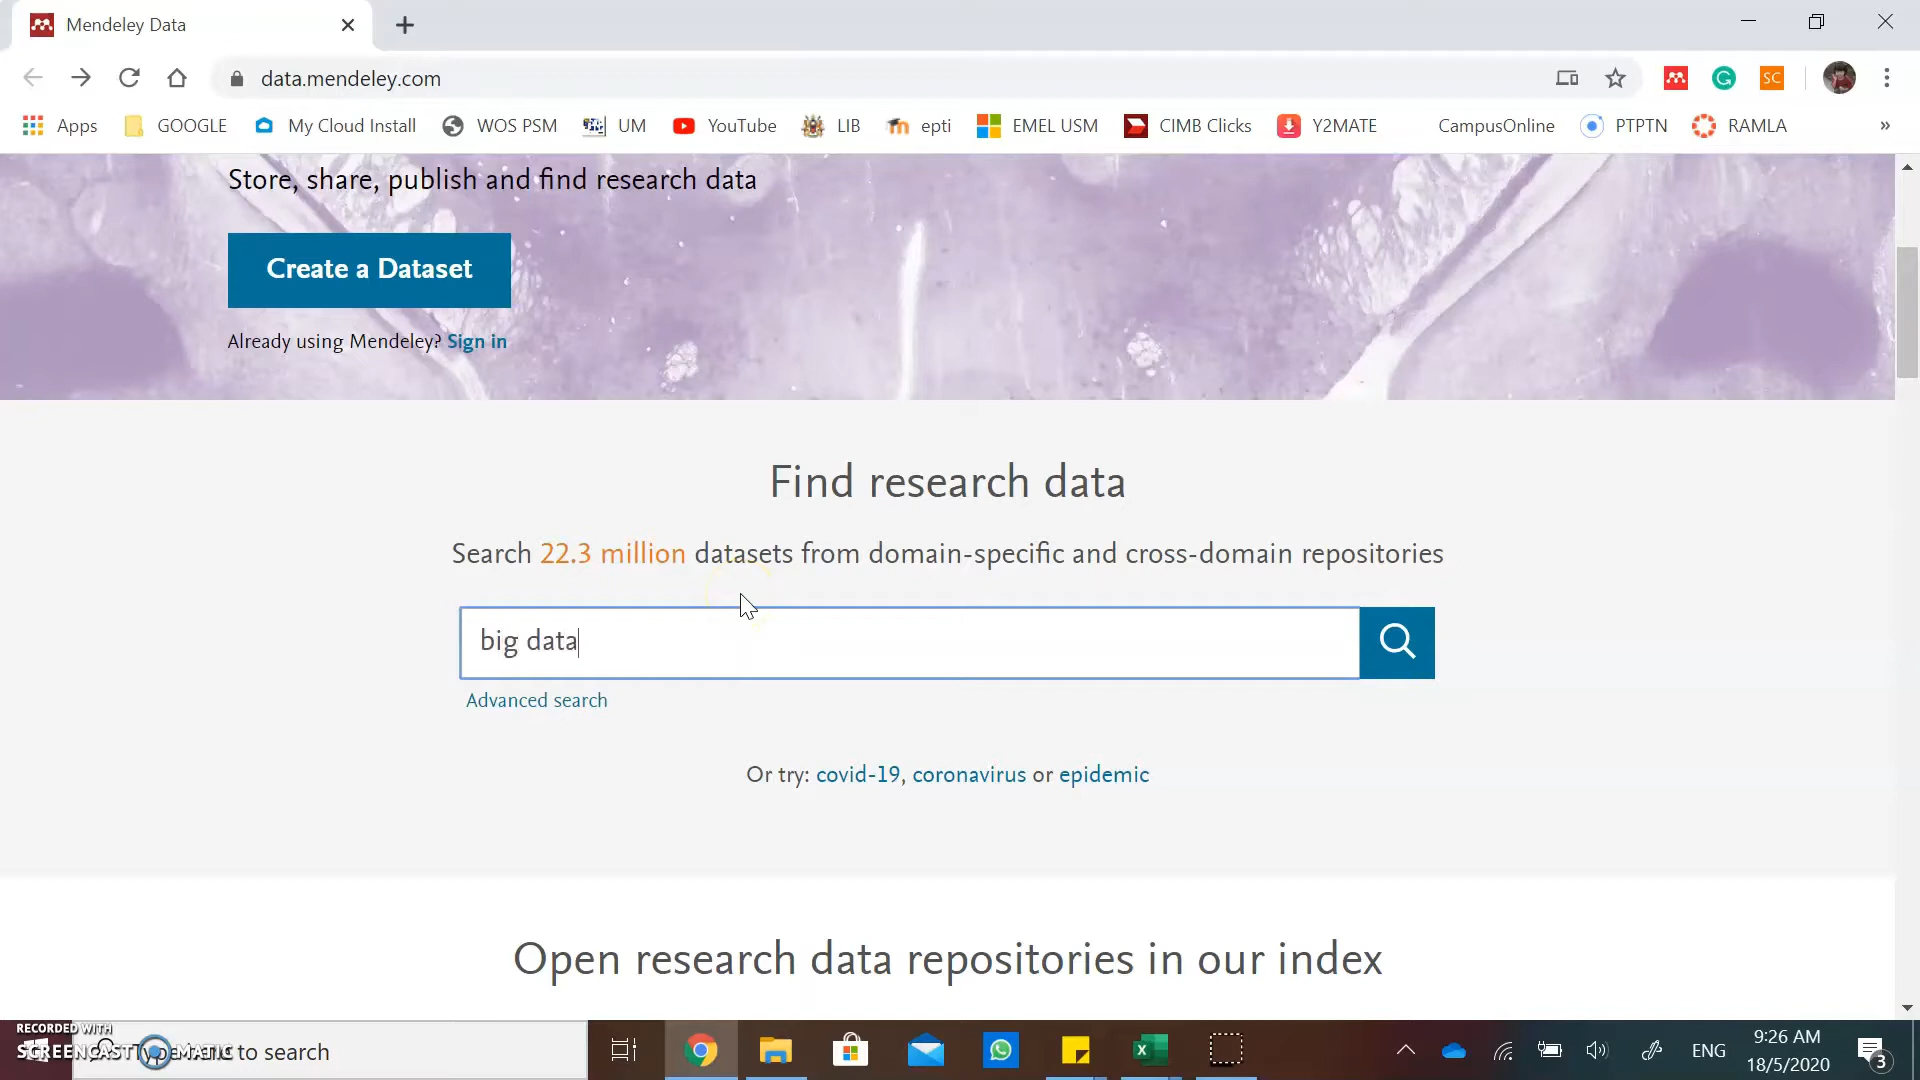 Mendeley Data
data.mendeley.com
SC
Apps GOOGLE My Cloud Install WOS PSM UM YouTube LIB epti EMEL USM CIMB Clicks Y2MATE CampusOnline PTPTN RAMLA »
Store, share, publish and find research data
Create a Dataset
Already using Mendeley? Sign in
Find research data
Search 22.3 million datasets from domain-specific and cross-domain repositories
big data
Advanced search
Or try: covid-19, coronavirus or epidemic
Open research data repositories in our index
RECORDED WITH
SCREENCAST MATIC
to search
ENG
9:26 AM
18/5/2020
3